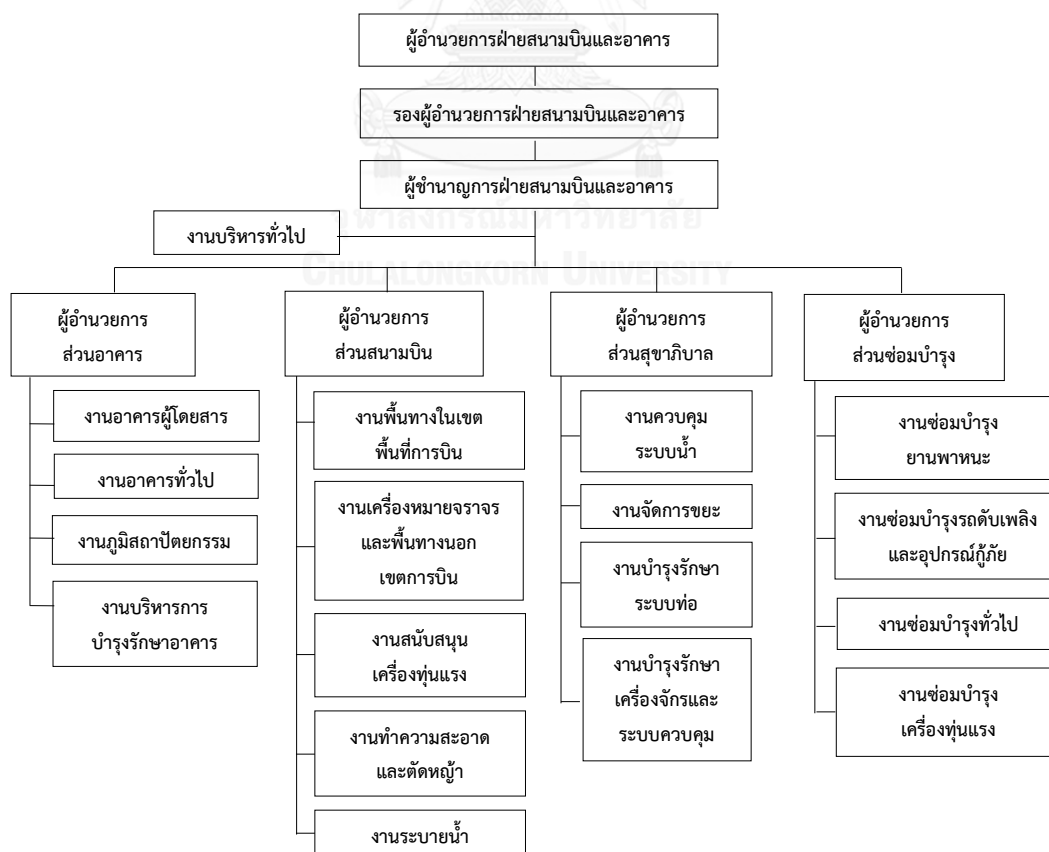 ผู้อำนวยการฝ่ายสนามบินและอาคาร
รองผู้อำนวยการฝ่ายสนามบินและอาคาร
ผู้ชำนาญการฝ่ายสนามบินและอาคาร
จุฬาลงกรณ์มหาวิทยาลัย
งานบริหารทั่วไป
CHULALONGKORN UNIVERSITY
ผู้อำนวยการ
ส่วนอาคาร
งานอาคารผู้โดยสาร
งานอาคารทั่วไป
งานภูมิสถาปัตยกรรม
งานบริหารการ
บำรุงรักษาอาคาร
ผู้อำนวยการ
ส่วนสนามบิน
งานพื้นทางในเขต
พื้นที่การบิน
งานเครื่องหมายจราจร
และพื้นทางนอก
เขตการบิน
งานสนับสนุน
เครื่องทุ่นแรง
งานทำความสะอาด
และตัดหญ้า
งานระบายน้ำ
ผู้อำนวยการ
ส่วนสุขาภิบาล
งานควบคุม
ระบบน้ำ
งานจัดการขยะ
งานบำรุงรักษา
ระบบท่อ
งานบำรุงรักษา
เครื่องจักรและ
ระบบควบคุม
ผู้อำนวยการ
ส่วนซ่อมบำรุง
งานซ่อมบำรุง
ยานพาหนะ
งานซ่อมบำรุงรถดับเพลิง
และอุปกรณ์กู้ภัย
งานซ่อมบำรุงทั่วไป
งานซ่อมบำรุง
เครื่องทุ่นแรง